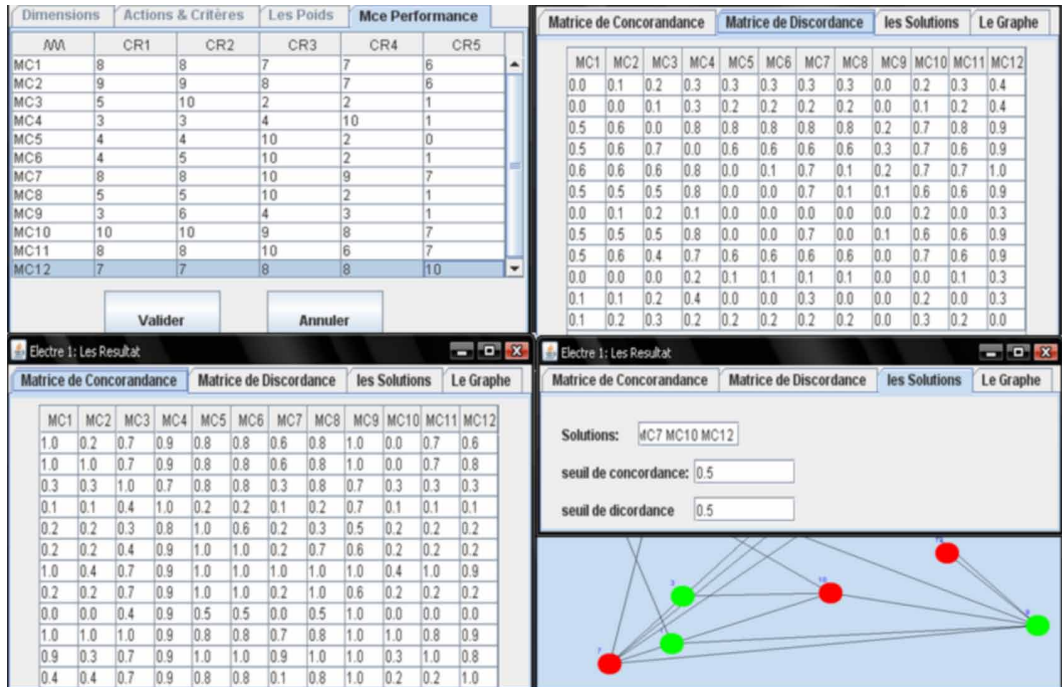 Dimensions Actions & Critères Les Poids Mce Performance
CR1 CR2 CR3 CR4 CR5
MC1 8 8 7 7 6
MC2 9 9 8 7 6
MC3 5 10 2 2 1
MC4 3 3 4 10 1
MC5 4 4 10 2 0
MC6 4 5 10 2 1
MC7 8 8 10 9 7
MC8 5 5 10 2 1
MC9 3 6 4 3 1
MC10 10 10 9 8 7
MC11 8 8 10 6 7
MC12 7 7 8 8 10
Valider Annuler
Matrice de Concorandance Matrice de Discordance les Solutions Le Graphe
MC1 MC2 MC3 MC4 MC5 MC6 MC7 MC8 MC9 MC10 MC11 MC12
0.0 0.1 0.2 0.3 0.3 0.3 0.3 0.3 0.0 0.2 0.3 0.4
0.0 0.0 0.1 0.3 0.2 0.2 0.2 0.2 0.0 0.1 0.2 0.4
0.5 0.6 0.0 0.8 0.8 0.8 0.8 0.8 0.2 0.7 0.8 0.9
0.5 0.6 0.7 0.0 0.6 0.6 0.6 0.6 0.3 0.7 0.6 0.9
0.6 0.6 0.6 0.8 0.0 0.1 0.7 0.1 0.2 0.7 0.7 1.0
0.5 0.5 0.5 0.8 0.0 0.0 0.7 0.1 0.1 0.6 0.6 0.9
0.0 0.1 0.2 0.1 0.0 0.0 0.0 0.0 0.0 0.2 0.0 0.3
0.5 0.5 0.5 0.8 0.0 0.0 0.7 0.0 0.1 0.6 0.6 0.9
0.5 0.6 0.4 0.7 0.6 0.6 0.6 0.6 0.0 0.7 0.6 0.9
0.0 0.0 0.0 0.2 0.1 0.1 0.1 0.1 0.0 0.0 0.1 0.3
0.1 0.1 0.2 0.4 0.0 0.0 0.3 0.0 0.0 0.2 0.0 0.3
0.1 0.2 0.3 0.2 0.2 0.2 0.2 0.2 0.0 0.3 0.2 0.0
Electre 1: Les Resultat
Matrice de Concorandance Matrice de Discordance les Solutions Le Graphe
MC1 MC2 MC3 MC4 MC5 MC6 MC7 MC8 MC9 MC10 MC11 MC12
1.0 0.2 0.7 0.9 0.8 0.8 0.6 0.8 1.0 0.0 0.7 0.6
1.0 1.0 0.7 0.9 0.8 0.8 0.6 0.8 1.0 0.0 0.7 0.8
0.3 0.3 1.0 0.7 0.8 0.8 0.3 0.8 0.7 0.3 0.3 0.3
0.1 0.1 0.4 1.0 0.2 0.2 0.1 0.2 0.7 0.1 0.1 0.1
0.2 0.2 0.3 0.8 1.0 0.6 0.2 0.3 0.5 0.2 0.2 0.2
0.2 0.2 0.4 0.9 1.0 1.0 0.2 0.7 0.6 0.2 0.2 0.2
1.0 0.4 0.7 0.9 1.0 1.0 1.0 1.0 1.0 0.4 1.0 0.9
0.2 0.2 0.7 0.9 1.0 1.0 0.2 1.0 0.6 0.2 0.2 0.2
0.0 0.0 0.4 0.9 0.5 0.5 0.0 0.5 1.0 0.0 0.0 0.0
1.0 1.0 1.0 0.9 0.8 0.8 0.7 0.8 1.0 1.0 0.8 0.9
0.9 0.3 0.7 0.9 1.0 1.0 0.9 1.0 1.0 0.3 1.0 0.8
0.4 0.4 0.7 0.9 0.8 0.8 0.1 0.8 1.0 0.2 0.2 1.0
Electre 1: Les Resultat
Matrice de Concorandance Matrice de Discordance les Solutions Le Graphe
Solutions: MC7 MC10 MC12
seuil de concordance: 0.5
seuil de dicordance 0.5